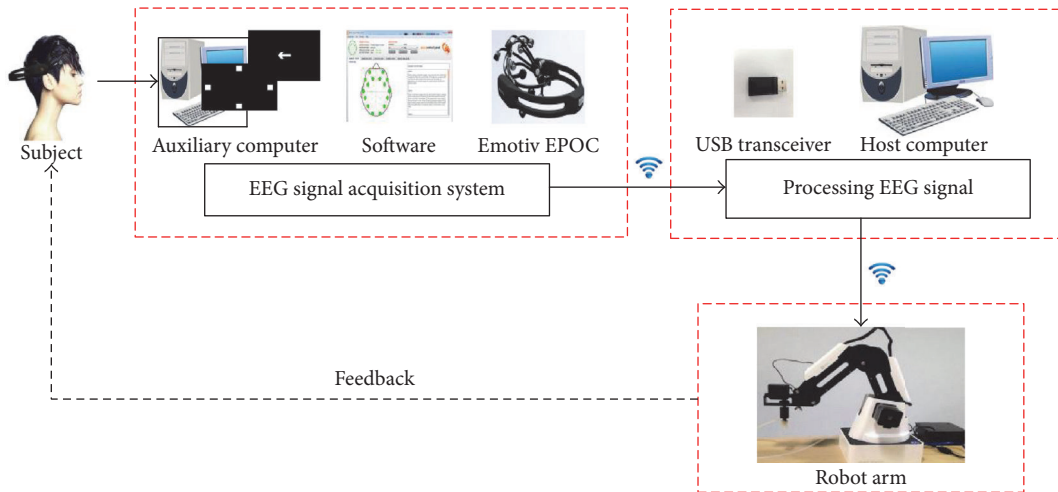 Subject
Auxiliary computer
Software
Emotiv EPOC
EEG signal acquisition system
USB transceiver
Host computer
Processing EEG signal
Feedback
Robot arm